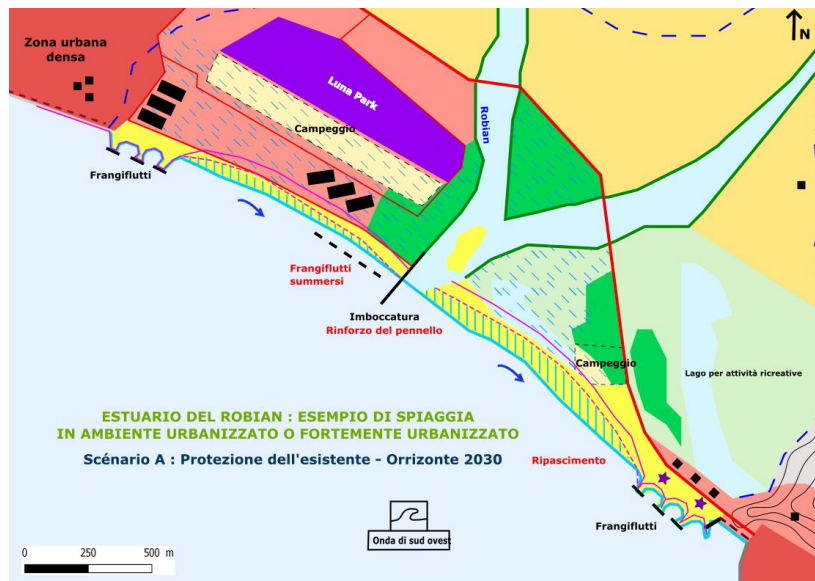 Zona urbana
densa
N
Luna Park
Campeggio
Robian
Frangiflutti
Frangiflutti
summersi
Imboccatura
Rinforzo del pennello
Campeggio
Lago per attività ricreative
ESTUARIO DEL ROBIAN : ESEMPIO DI SPIAGGIA
IN AMBIENTE URBANIZZATO O FORTEMENTE URBANIZZATO
Scénario A : Protezione dell'esistente - Orrizonte 2030
Ripascimento
Frangiflutti
Onda di sud ovest
0 250 500 m